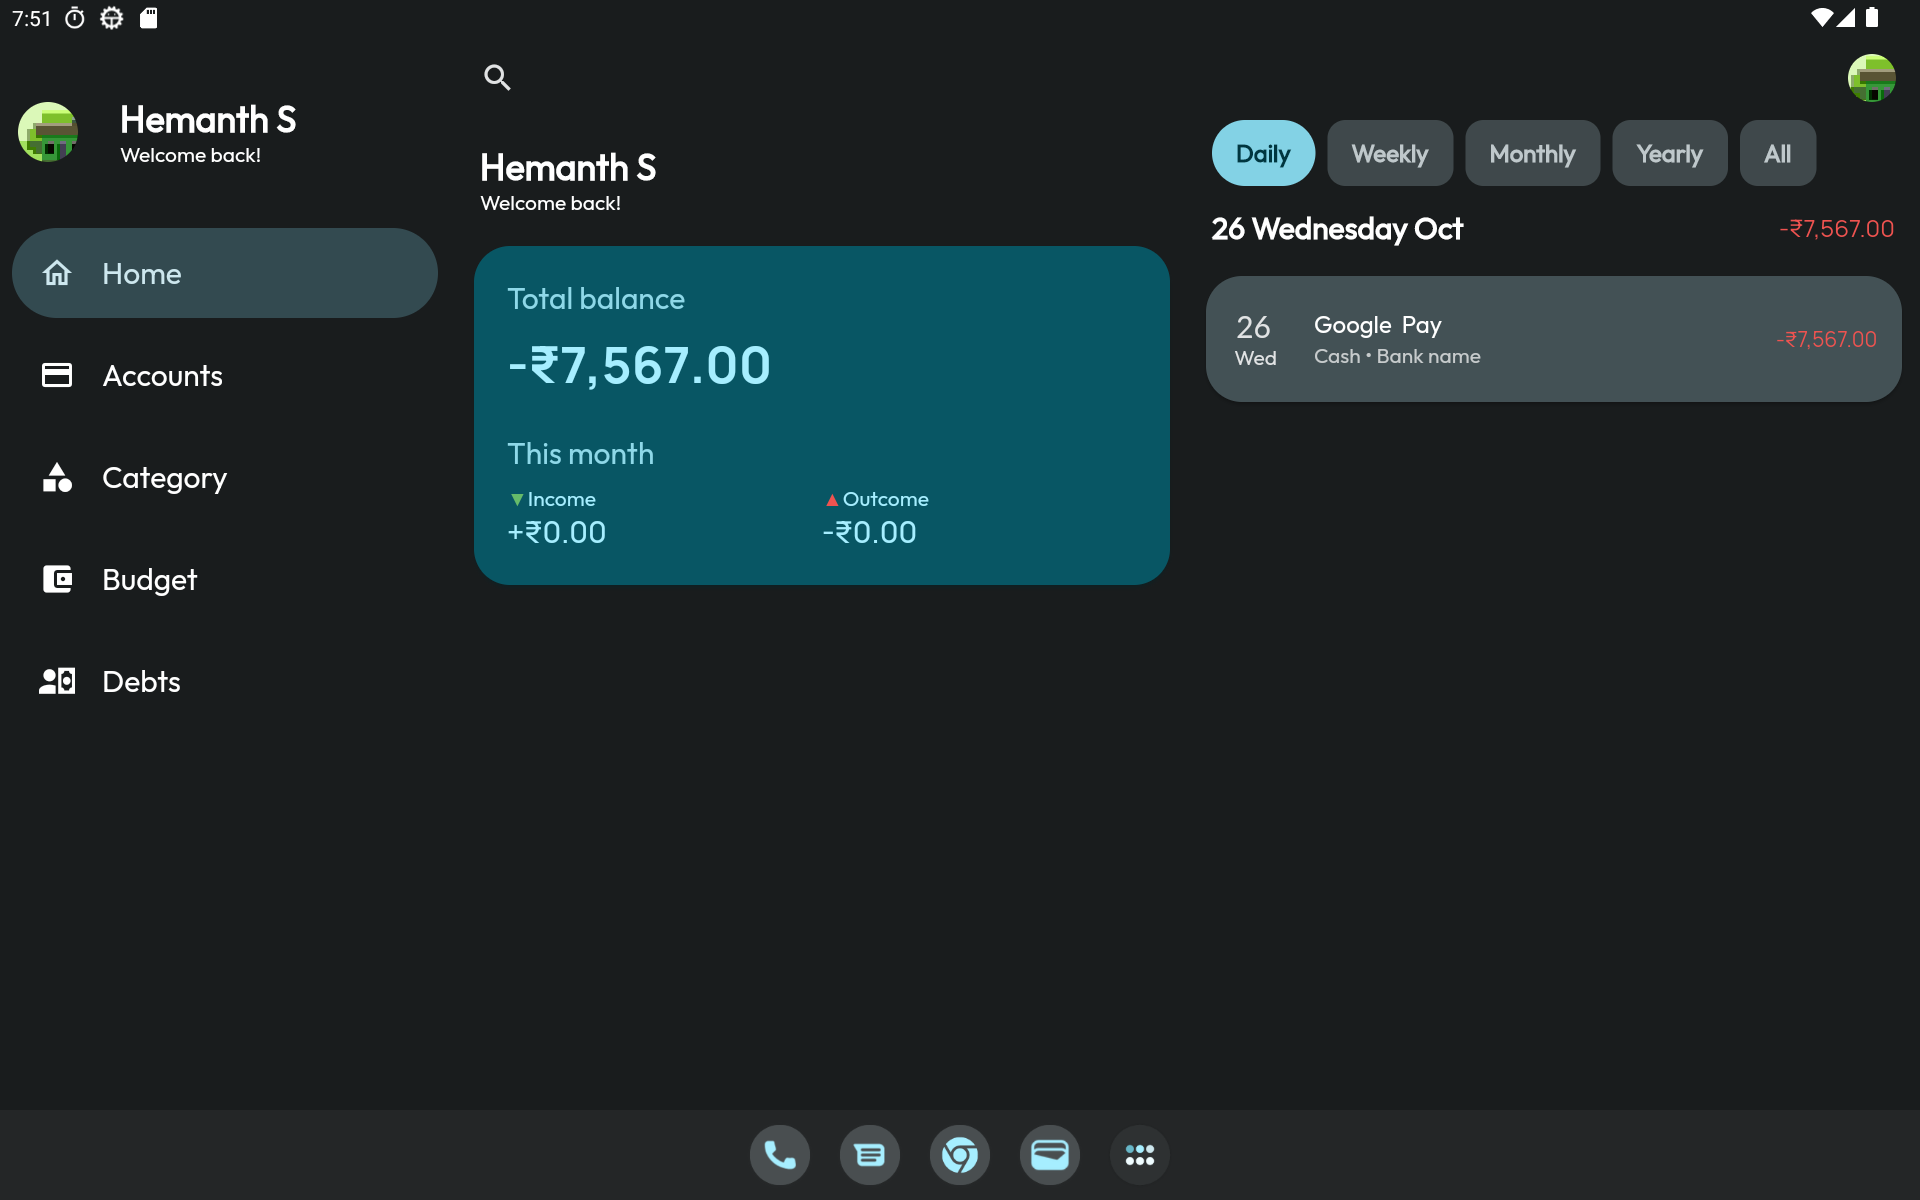 7:51
Hemanth S
Welcome back!
Home
Accounts
Category
Budget
Debts
Hemanth S
Welcome back!
Total balance
-₹7,567.00
This month
▼Income
+₹0.00
▲Outcome
-₹0.00
Daily
Weekly
Monthly
Yearly
All
26 Wednesday Oct
-₹7,567.00
26
Wed
Google Pay
Cash • Bank name
-₹7,567.00